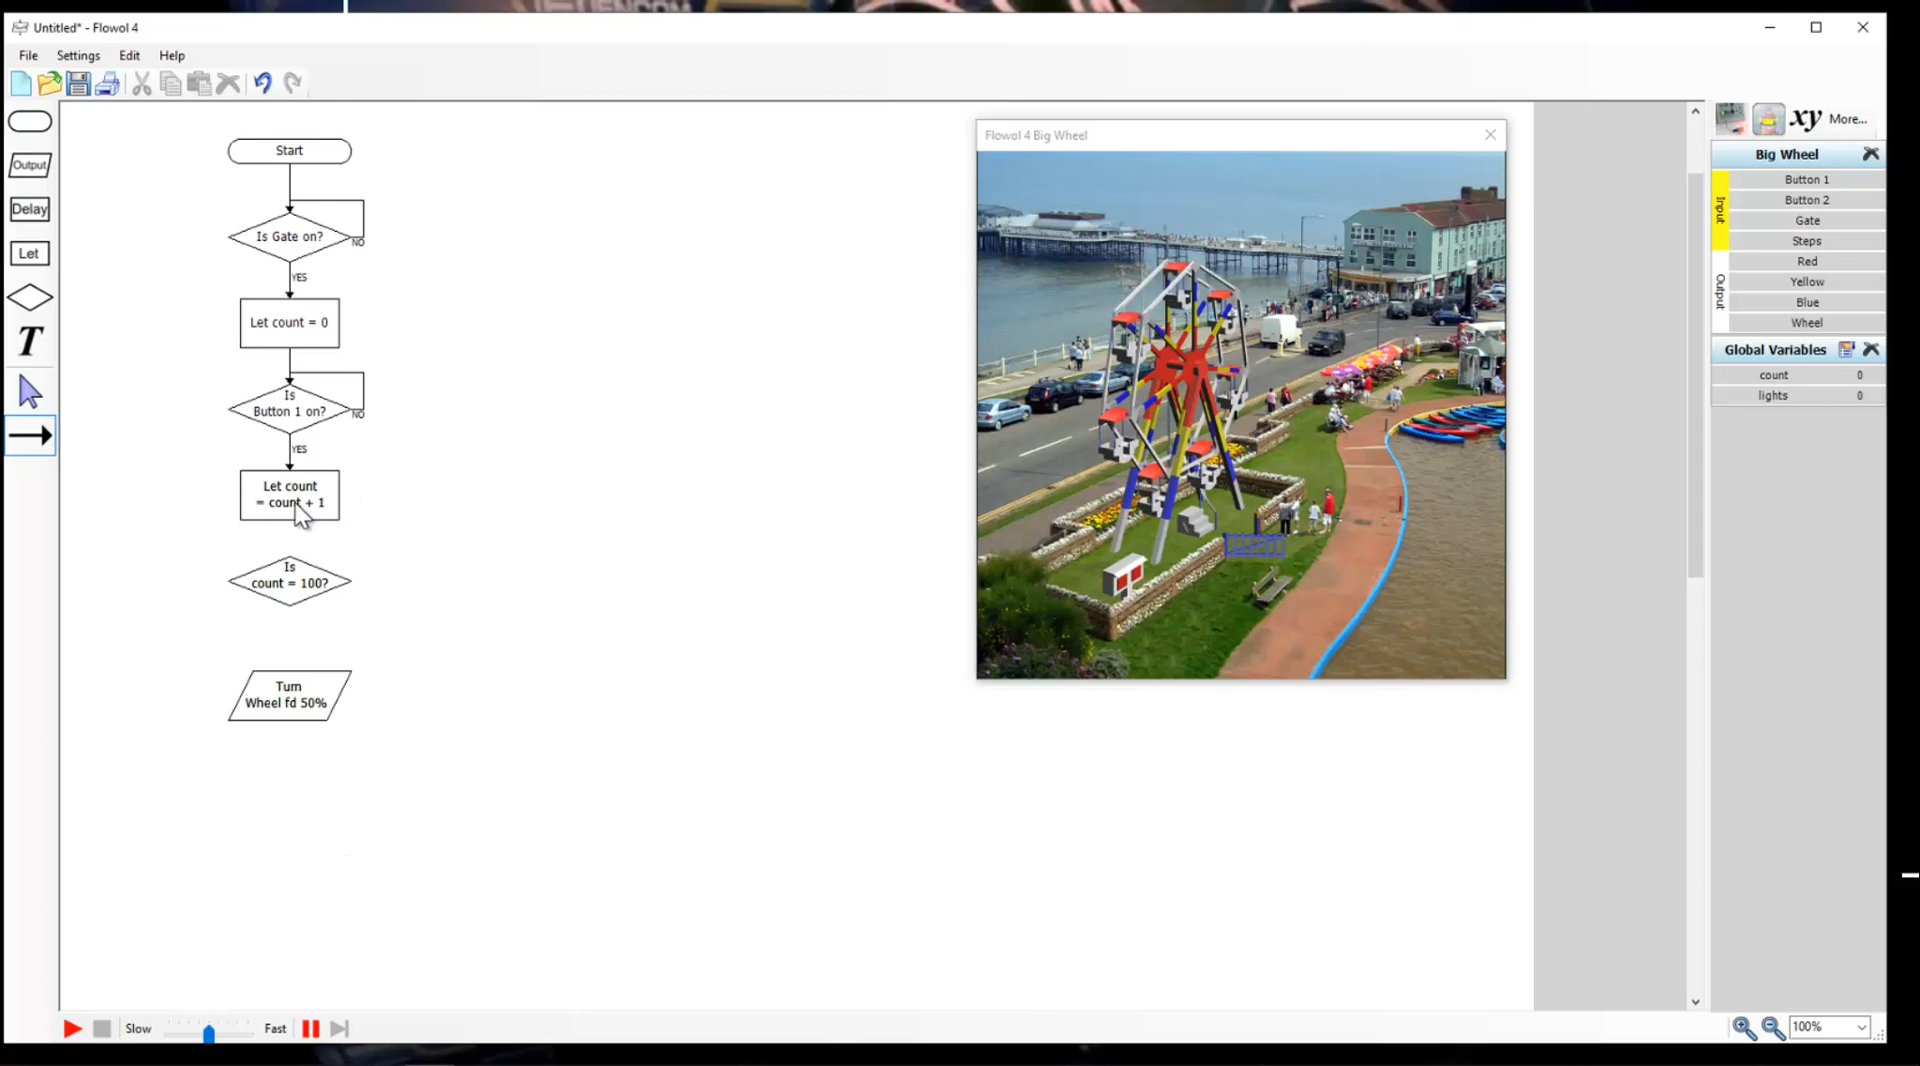 Untitled* - Flowol 4
File Settings Edit Help
Output
Delay
Let
T
Start
Is Gate on?
NO
YES
Let count = 0
Is
Button 1 on?
NO
YES
Let count
= count + 1
Is
count = 100?
Turn
Wheel fd 50%
Flowol 4 Big Wheel
xy More...
Big Wheel
Input
Button 1
Button 2
Gate
Steps
Output
Red
Yellow
Blue
Wheel
Global Variables
count 0
lights 0
Slow Fast
100%